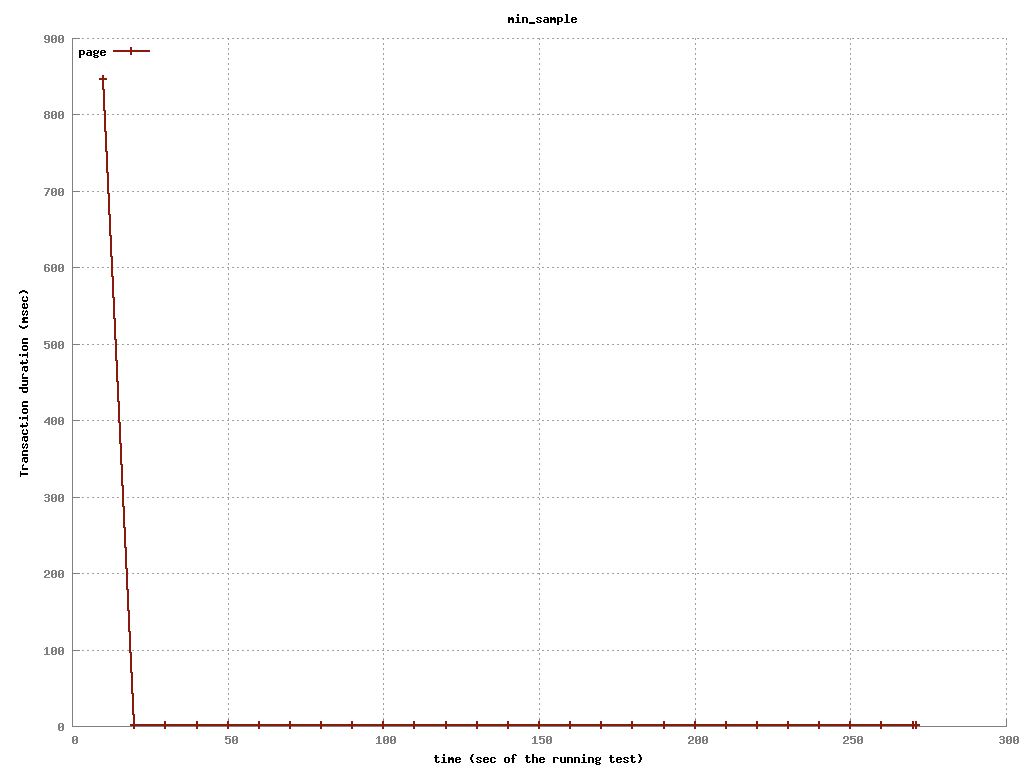 min_sample
page
900
800
700
600
500
400
300
200
100
0
Transaction duration (msec)
0 50 100 150 200 250 300
time (sec of the running test)